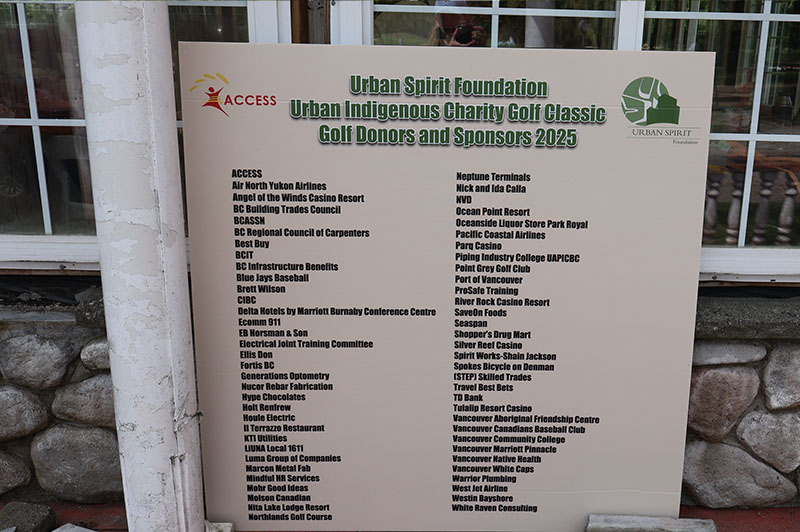 ACCESS
Urban Spirit Foundation
Urban Indigenous Charity Golf Classic
Golf Donors and Sponsors 2025
URBAN SPIRIT
Foundation
ACCESS
Air North Yukon Airlines
Angel of the Winds Casino Resort
BC Building Trades Council
BCASSN
BC Regional Council of Carpenters
Best Buy
BCIT
BC Infrastructure Benefits
Blue Jays Baseball
Brett Wilson
CIBC
Delta Hotels by Marriott Burnaby Conference Centre
Ecomm 911
EB Horsman & Son
Electrical Joint Training Committee
Ellis Don
Fortis BC
Generations Optometry
Nucor Rebar Fabrication
Hype Chocolates
Holt Renfrew
Houle Electric
Il Terrazzo Restaurant
KTI Utilities
LiUNA Local 1611
Luma Group of Companies
Marcon Metal Fab
Mindful HR Services
Mohr Good Ideas
Molson Canadian
Nita Lake Lodge Resort
Northlands Golf Course
Neptune Terminals
Nick and Ida Calla
NVD
Ocean Point Resort
Oceanside Liquor Store Park Royal
Pacific Coastal Airlines
Parq Casino
Piping Industry College UAPICBC
Point Grey Golf Club
Port of Vancouver
ProSafe Training
River Rock Casino Resort
SaveOn Foods
Seaspan
Shopper's Drug Mart
Silver Reef Casino
Spirit Works-Shain Jackson
Spokes Bicycle on Denman
(STEP) Skilled Trades
Travel Best Bets
TD Bank
Tulalip Resort Casino
Vancouver Aboriginal Friendship Centre
Vancouver Canadians Baseball Club
Vancouver Community College
Vancouver Marriott Pinnacle
Vancouver Native Health
Vancouver White Caps
Warrior Plumbing
West Jet Airline
Westin Bayshore
White Raven Consulting